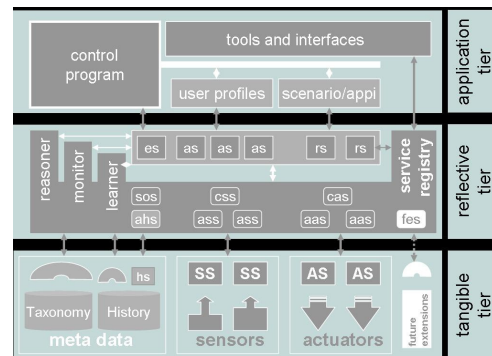 control
program
tools and interfaces
user profiles
scenario/appi
application
tier
reasoner
monitor
learner
es
as
as
as
rs
rs
service
registry
sos
css
cas
ahs
ass
ass
aas
aas
fes
reflective
tier
hs
Taxonomy
History
meta data
SS
SS
sensors
AS
AS
actuators
future
extensions
tangible
tier